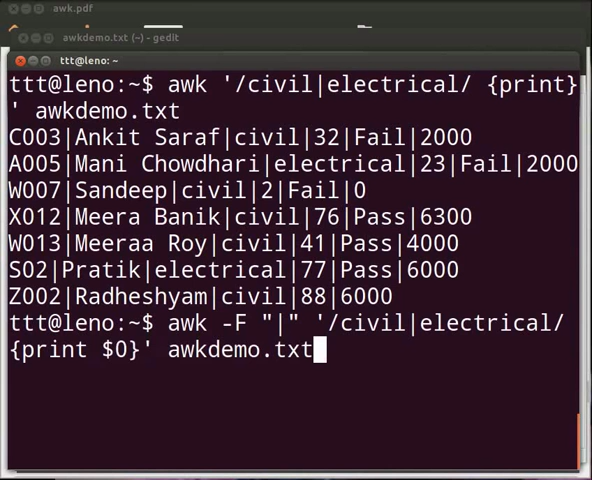 awk.pdf
awkdemo.txt (~) - gedit
ttt@leno: ~
ttt@leno:~$ awk '/civil|electrical/ {print}
' awkdemo.txt
C003|Ankit Saraf|civil|32|Fail|2000
A005|Mani Chowdhari|electrical|23|Fail|2000
W007|Sandeep|civil|2|Fail|0
X012|Meera Banik|civil|76|Pass|6300
W013|Meeraa Roy|civil|41|Pass|4000
S02|Pratik|electrical|77|Pass|6000
Z002|Radheshyam|civil|88|6000
ttt@leno:~$ awk -F "|" '/civil|electrical/
{print $0}' awkdemo.txt